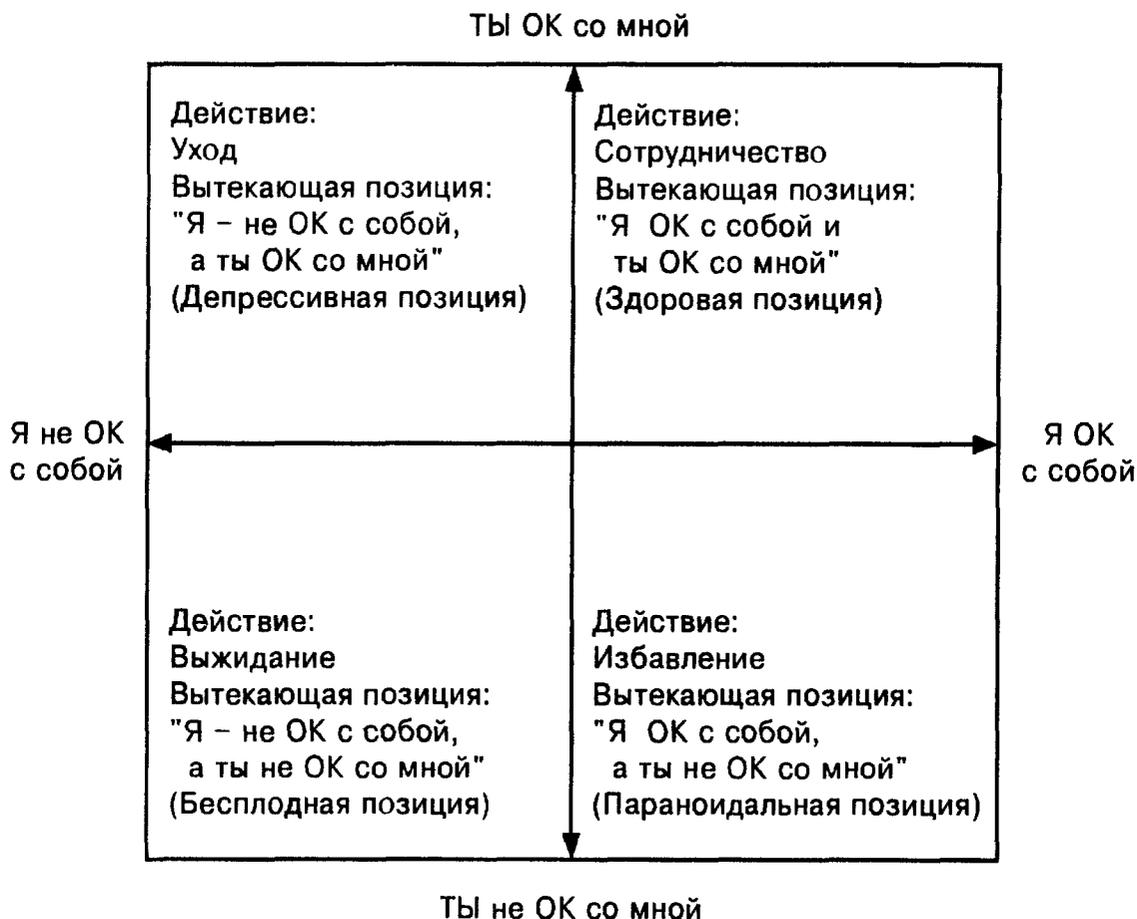 ТЫ ОК со мной
Действие:
Уход
Вытекающая позиция:
"Я – не ОК с собой,
а ты ОК со мной"
(Депрессивная позиция)
Действие:
Сотрудничество
Вытекающая позиция:
"Я ОК с собой и
ты ОК со мной"
(Здоровая позиция)
Я не ОК
с собой
Я ОК
с собой
Действие:
Выжидание
Вытекающая позиция:
"Я – не ОК с собой,
а ты не ОК со мной"
(Бесплодная позиция)
Действие:
Избавление
Вытекающая позиция:
"Я ОК с собой,
а ты не ОК со мной"
(Параноидальная позиция)
ТЫ не ОК со мной